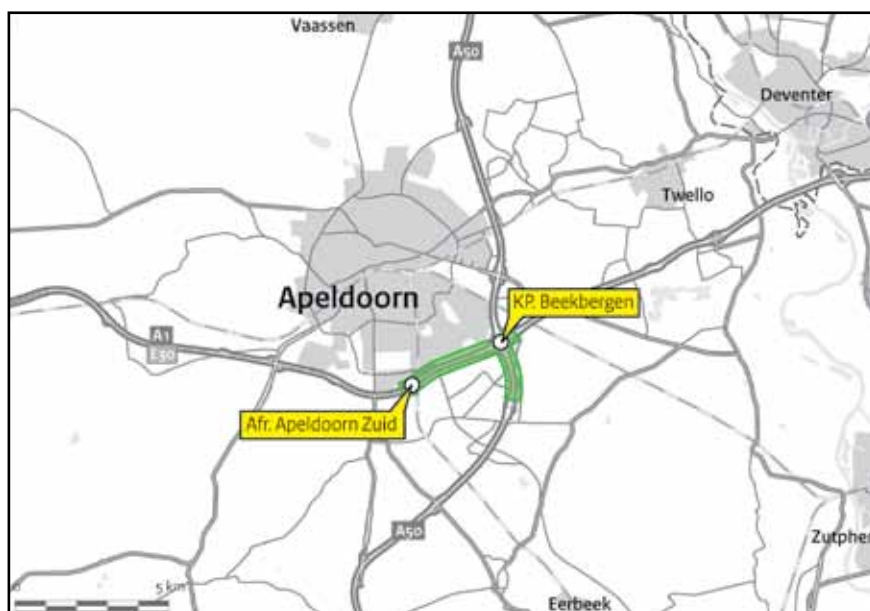 Vaassen
A50
Deventer
Twello
Apeldoorn
KP. Beekbergen
A1
E30
Afr. Apeldoorn Zuid
A50
Zutphen
5 km
Eerbeek